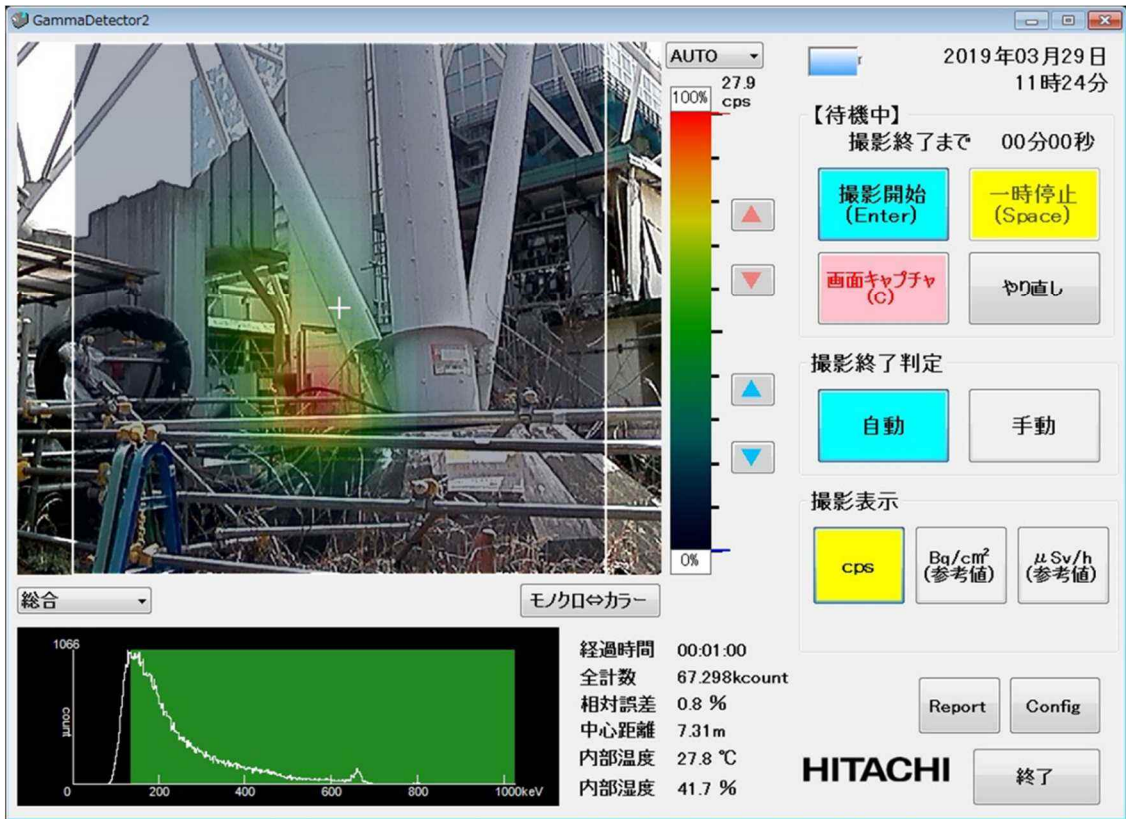 GammaDetector2
AUTO
100%
27.9
cps
0%
2019年03月29日
11時24分
【待機中】
撮影終了まで 00分00秒
撮影開始
(Enter)
一時停止
(Space)
画面キャプチャ
(C)
やり直し
撮影終了判定
自動
手動
撮影表示
cps
Bq/cm²
(参考値)
μSv/h
(参考値)
総合
モノクロ⇔カラー
1066
count
0 200 400 600 800 1000keV
経過時間 00:01:00
全計数 67.298kcount
相対誤差 0.8 %
中心距離 7.31m
内部温度 27.8 ℃
内部湿度 41.7 %
Report
Config
HITACHI
終了